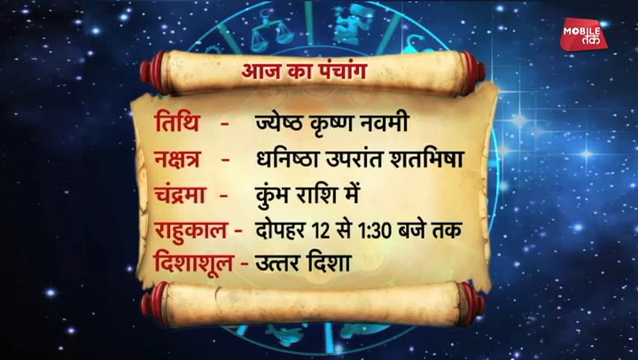 MOBILE
तक
आज का पंचांग
तिथि - ज्येष्ठ कृष्ण नवमी
नक्षत्र - धनिष्ठा उपरांत शतभिषा
चंद्रमा - कुंभ राशि में
राहुकाल - दोपहर 12 से 1:30 बजे तक
दिशाशूल - उत्तर दिशा